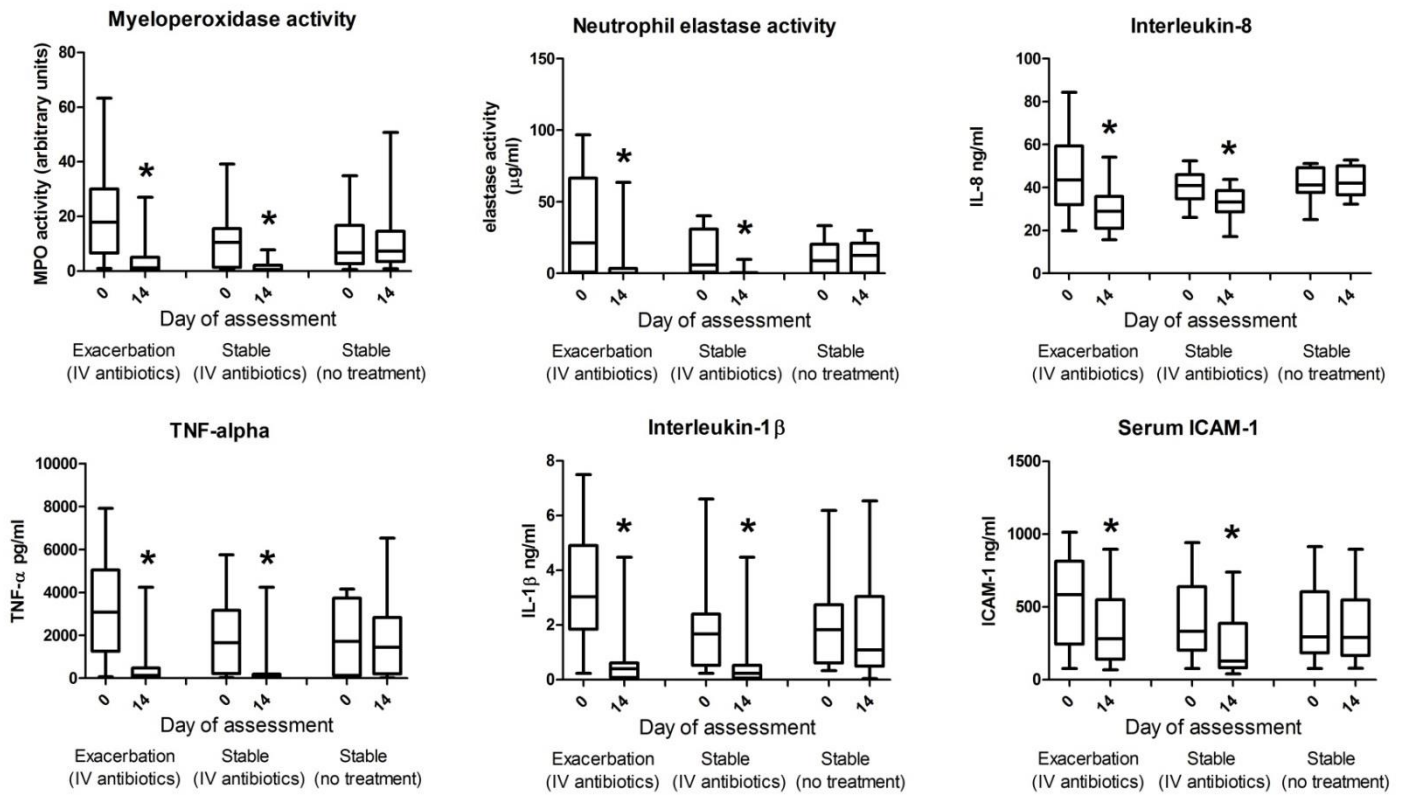 Myeloperoxidase activity
MPO activity (arbitrary units)
80
60
40
20
0
*
*
0 14 0 14 0 14
Day of assessment
Exacerbation Stable Stable
(IV antibiotics) (IV antibiotics) (no treatment)
Neutrophil elastase activity
elastase activity
(µg/ml)
150
100
50
0
*
*
0 14 0 14 0 14
Day of assessment
Exacerbation Stable Stable
(IV antibiotics) (IV antibiotics) (no treatment)
Interleukin-8
IL-8 ng/ml
100
80
60
40
20
0
*
*
0 14 0 14 0 14
Day of assessment
Exacerbation Stable Stable
(IV antibiotics) (IV antibiotics) (no treatment)
TNF-alpha
TNF-α pg/ml
10000
8000
6000
4000
2000
0
*
*
0 14 0 14 0 14
Day of assessment
Exacerbation Stable Stable
(IV antibiotics) (IV antibiotics) (no treatment)
Interleukin-1β
IL-1β ng/ml
8
6
4
2
0
*
*
0 14 0 14 0 14
Day of assessment
Exacerbation Stable Stable
(IV antibiotics) (IV antibiotics) (no treatment)
Serum ICAM-1
ICAM-1 ng/ml
1500
1000
500
0
*
*
0 14 0 14 0 14
Day of assessment
Exacerbation Stable Stable
(IV antibiotics) (IV antibiotics) (no treatment)